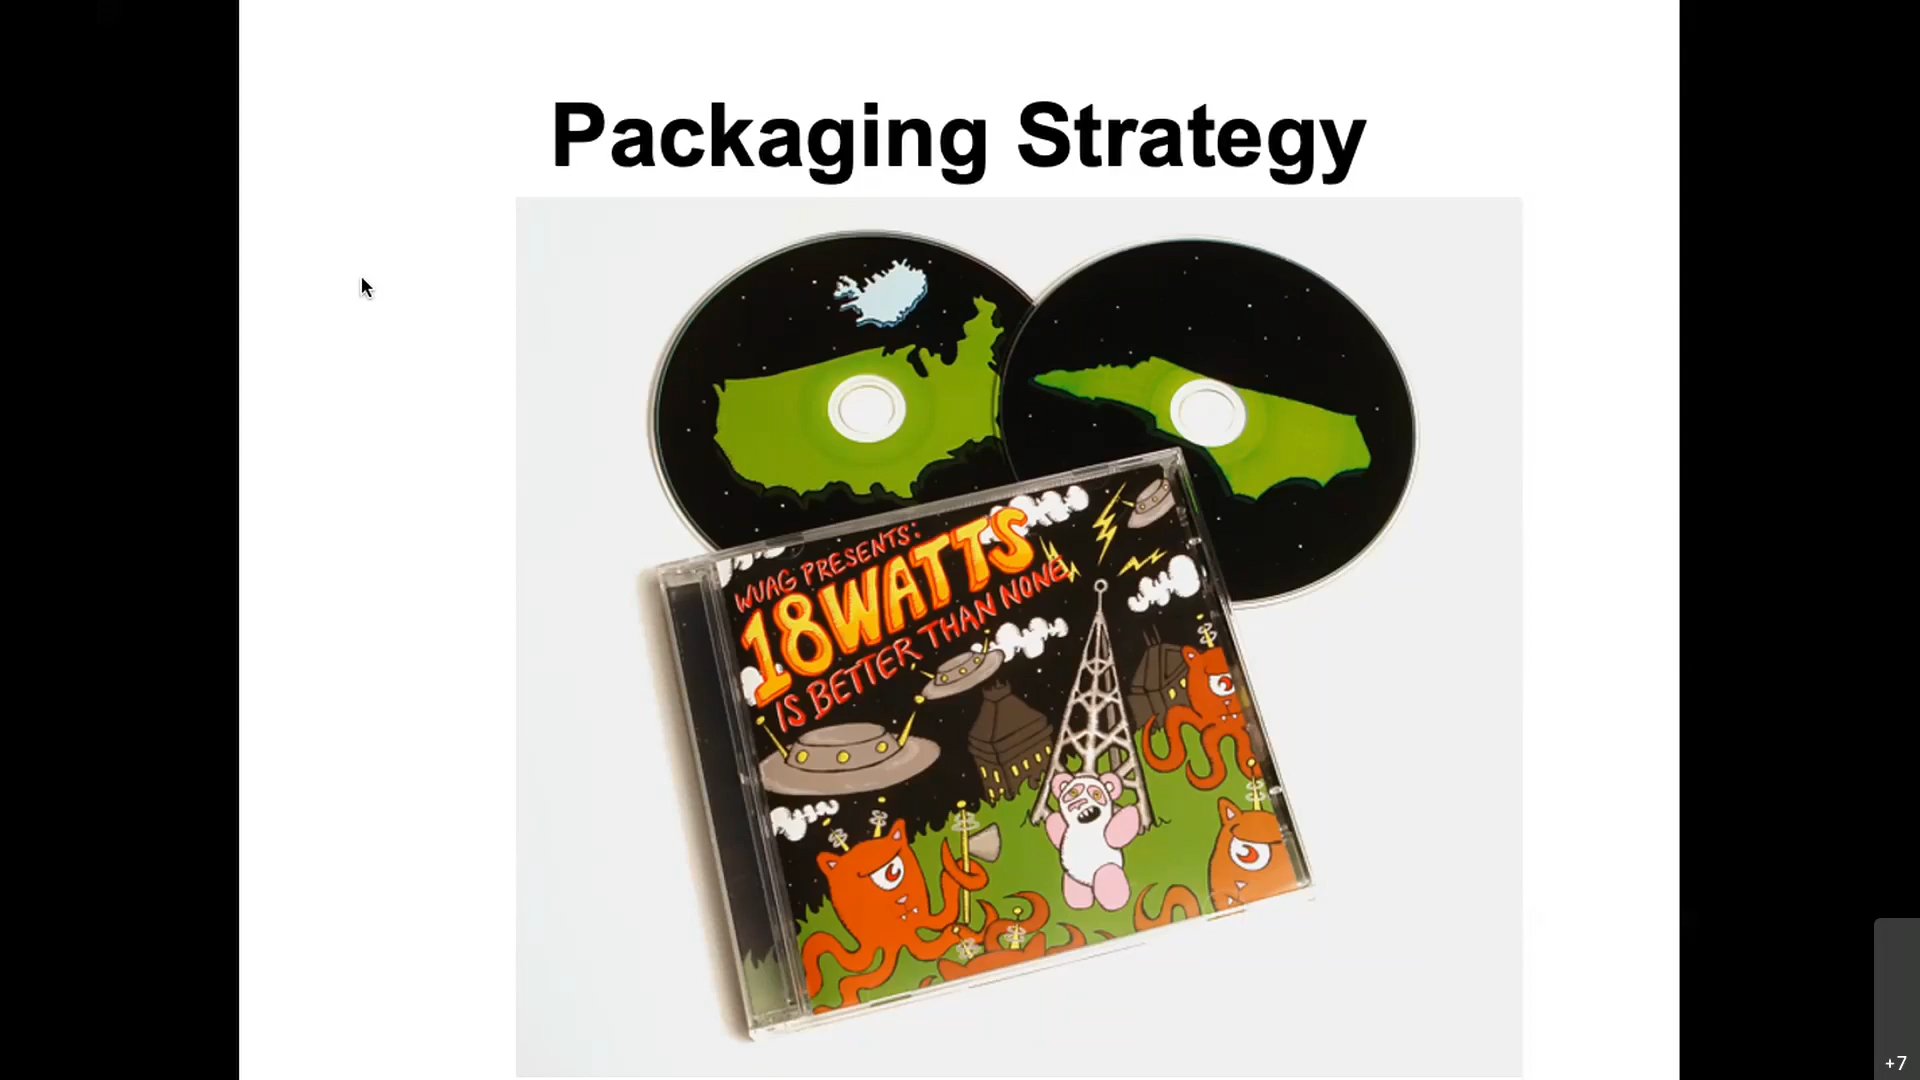 Packaging Strategy
WUAG PRESENTS:
18WATTS
IS BETTER THAN NONE
+7